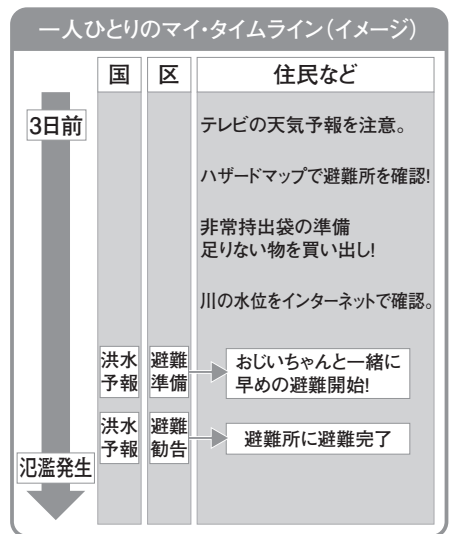 一人ひとりのマイ・タイムライン(イメージ)
国 区 住民など
3日前
テレビの天気予報を注意。
ハザードマップで避難所を確認!
非常持出袋の準備
足りない物を買い出し!
川の水位をインターネットで確認。
洪水
予報
避難
準備
おじいちゃんと一緒に
早めの避難開始!
洪水
予報
避難
勧告
避難所に避難完了
氾濫発生